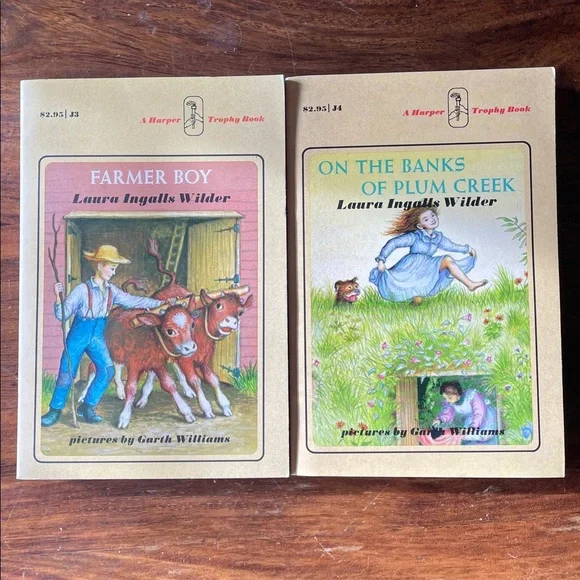 $2.95 | J3
A Harper Trophy Book
FARMER BOY
Laura Ingalls Wilder
pictures by Garth Williams
$2.95 | J4
A Harper Trophy Book
ON THE BANKS
OF PLUM CREEK
Laura Ingalls Wilder
pictures by Garth Williams